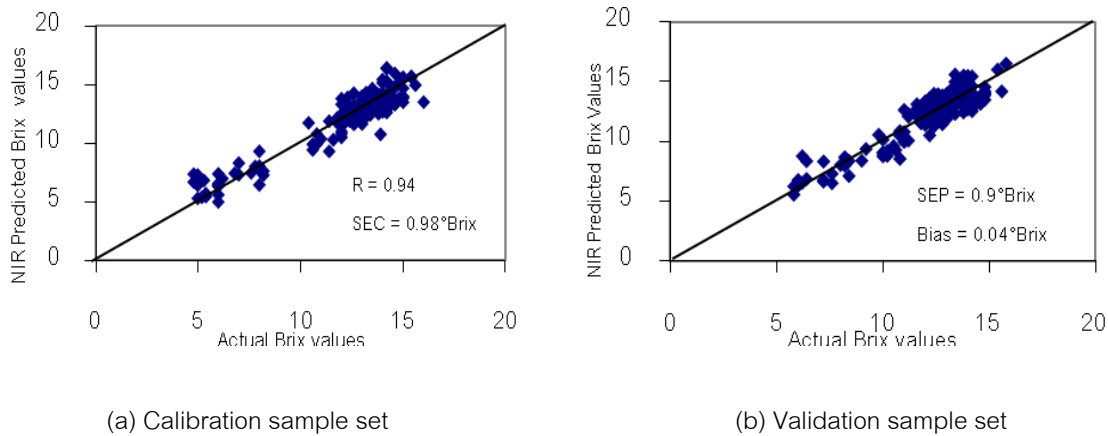 20
15
10
5
0
NIR Predicted Brix values
R = 0.94
SEC = 0.98°Brix
0 5 10 15 20
Actual Brix values
(a) Calibration sample set
20
15
10
5
0
NIR Predicted Brix Values
SEP = 0.9°Brix
Bias = 0.04°Brix
0 5 10 15 20
Actual Brix values
(b) Validation sample set